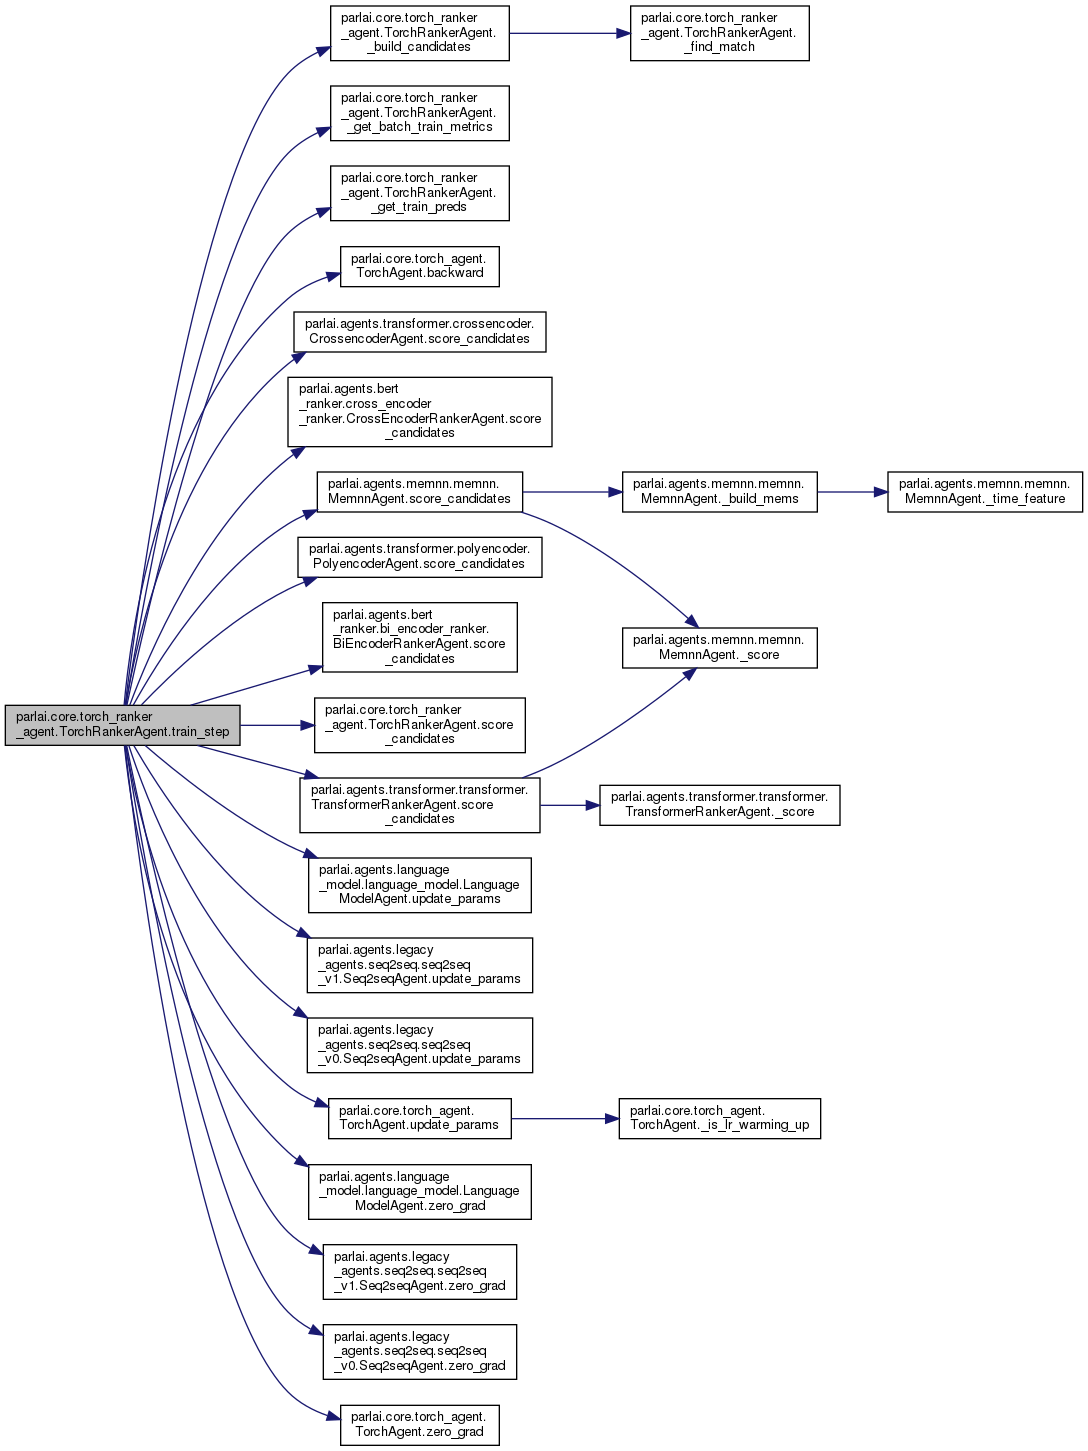 parlai.core.torch_ranker
_agent.TorchRankerAgent.
_build_candidates
parlai.core.torch_ranker
_agent.TorchRankerAgent.
_find_match
parlai.core.torch_ranker
_agent.TorchRankerAgent.
_get_batch_train_metrics
parlai.core.torch_ranker
_agent.TorchRankerAgent.
_get_train_preds
parlai.core.torch_agent.
TorchAgent.backward
parlai.agents.transformer.crossencoder.
CrossencoderAgent.score_candidates
parlai.agents.bert
_ranker.cross_encoder
_ranker.CrossEncoderRankerAgent.score
_candidates
parlai.agents.memnn.memnn.
MemnnAgent.score_candidates
parlai.agents.memnn.memnn.
MemnnAgent._build_mems
parlai.agents.memnn.memnn.
MemnnAgent._time_feature
parlai.agents.transformer.polyencoder.
PolyencoderAgent.score_candidates
parlai.agents.bert
_ranker.bi_encoder_ranker.
BiEncoderRankerAgent.score
_candidates
parlai.agents.memnn.memnn.
MemnnAgent._score
parlai.core.torch_ranker
_agent.TorchRankerAgent.train_step
parlai.core.torch_ranker
_agent.TorchRankerAgent.score
_candidates
parlai.agents.transformer.transformer.
TransformerRankerAgent.score
_candidates
parlai.agents.transformer.transformer.
TransformerRankerAgent._score
parlai.agents.language
_model.language_model.Language
ModelAgent.update_params
parlai.agents.legacy
_agents.seq2seq.seq2seq
_v1.Seq2seqAgent.update_params
parlai.agents.legacy
_agents.seq2seq.seq2seq
_v0.Seq2seqAgent.update_params
parlai.core.torch_agent.
TorchAgent.update_params
parlai.core.torch_agent.
TorchAgent._is_lr_warming_up
parlai.agents.language
_model.language_model.Language
ModelAgent.zero_grad
parlai.agents.legacy
_agents.seq2seq.seq2seq
_v1.Seq2seqAgent.zero_grad
parlai.agents.legacy
_agents.seq2seq.seq2seq
_v0.Seq2seqAgent.zero_grad
parlai.core.torch_agent.
TorchAgent.zero_grad